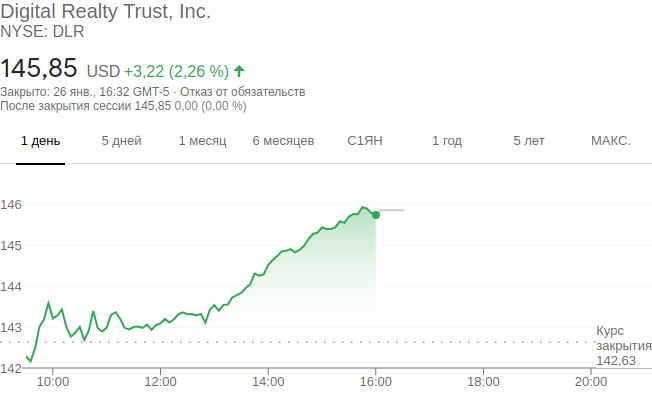 Digital Realty Trust, Inc.
NYSE: DLR
145,85 USD +3,22 (2,26 %)
Закрыто: 26 янв., 16:32 GMT-5 · Отказ от обязательств
После закрытия сессии 145,85 0,00 (0,00 %)
1 день 5 дней 1 месяц 6 месяцев С1ЯН 1 год 5 лет МАКС.
146
145
144
143
Курс
закрытия
142,63
142
10:00 12:00 14:00 16:00 18:00 20:00